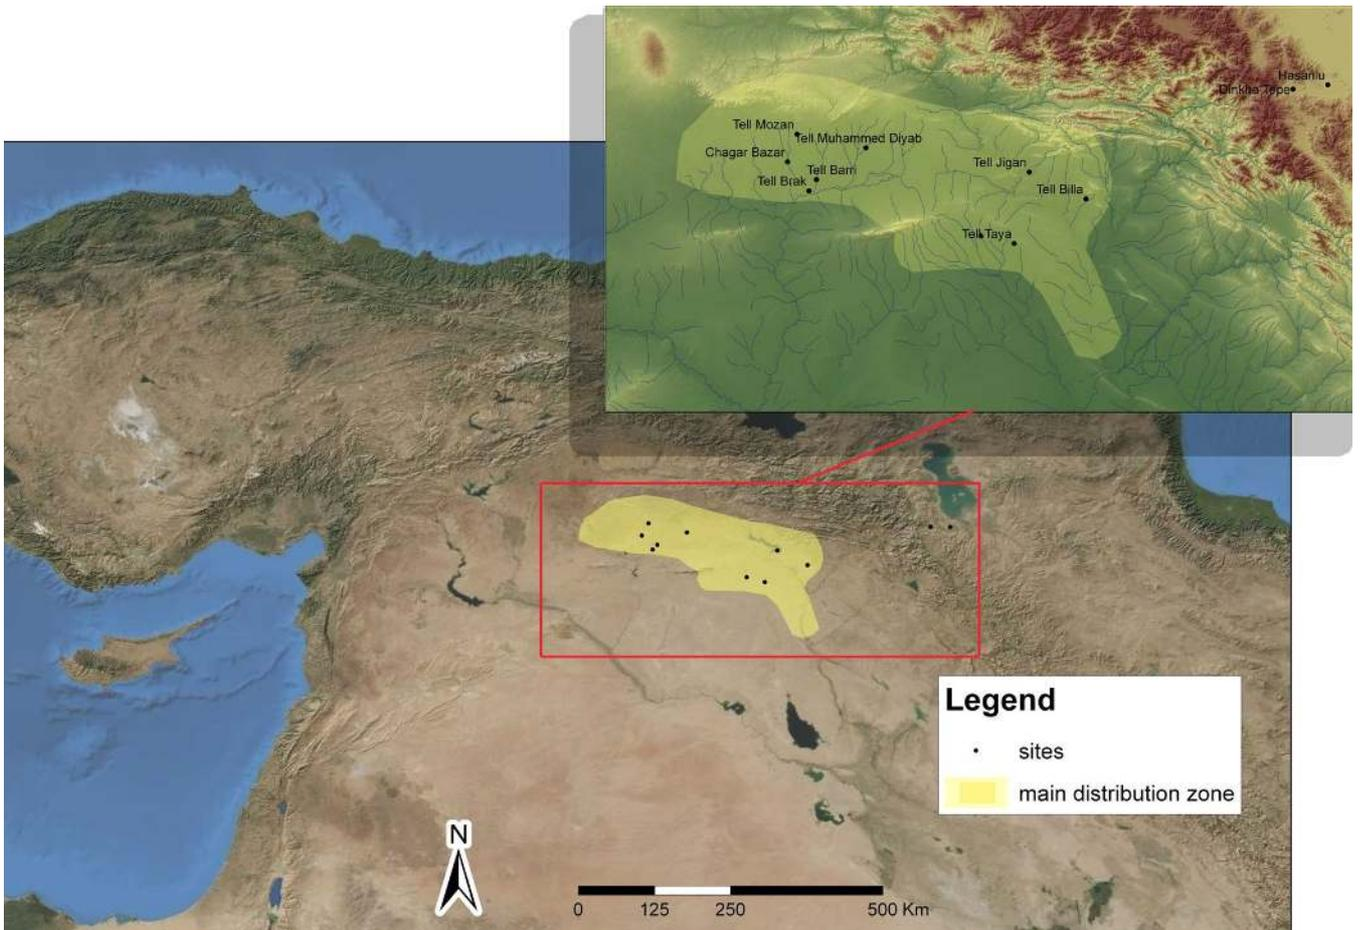 Hasanlu
Dinkha Tepe
Tell Mozan
Tell Muhammed Diyab
Chagar Bazar
Tell Jigan
Tell Barri
Tell Brak
Tell Billa
Tell Taya
Legend
sites
main distribution zone
N
0 125 250 500 Km